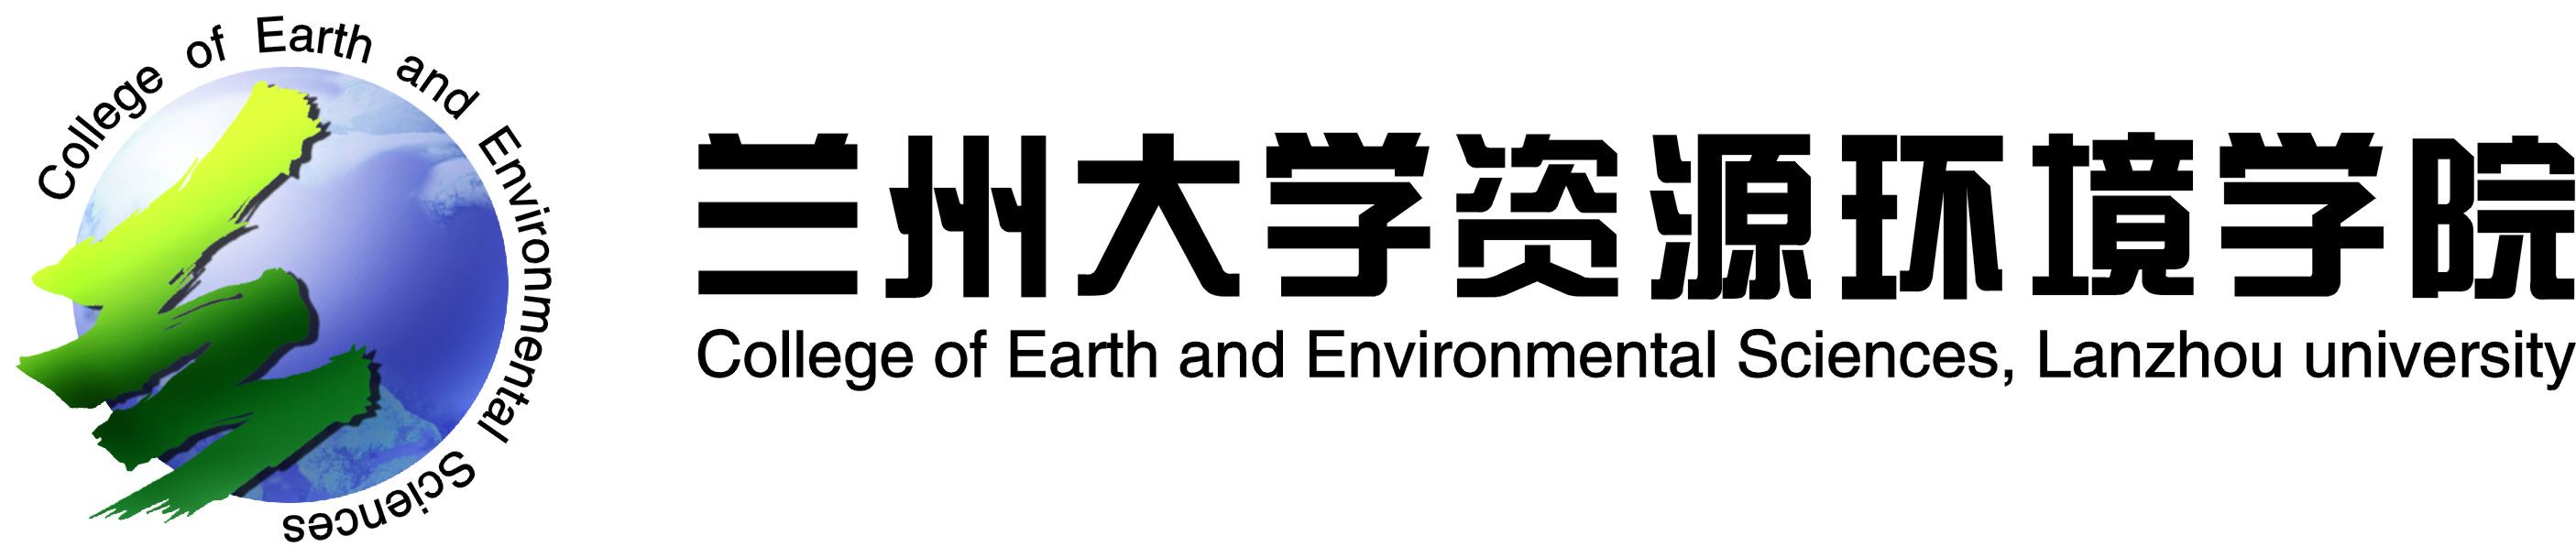 College of Earth and Environmental Sciences
兰州大学资源环境学院
College of Earth and Environmental Sciences, Lanzhou university